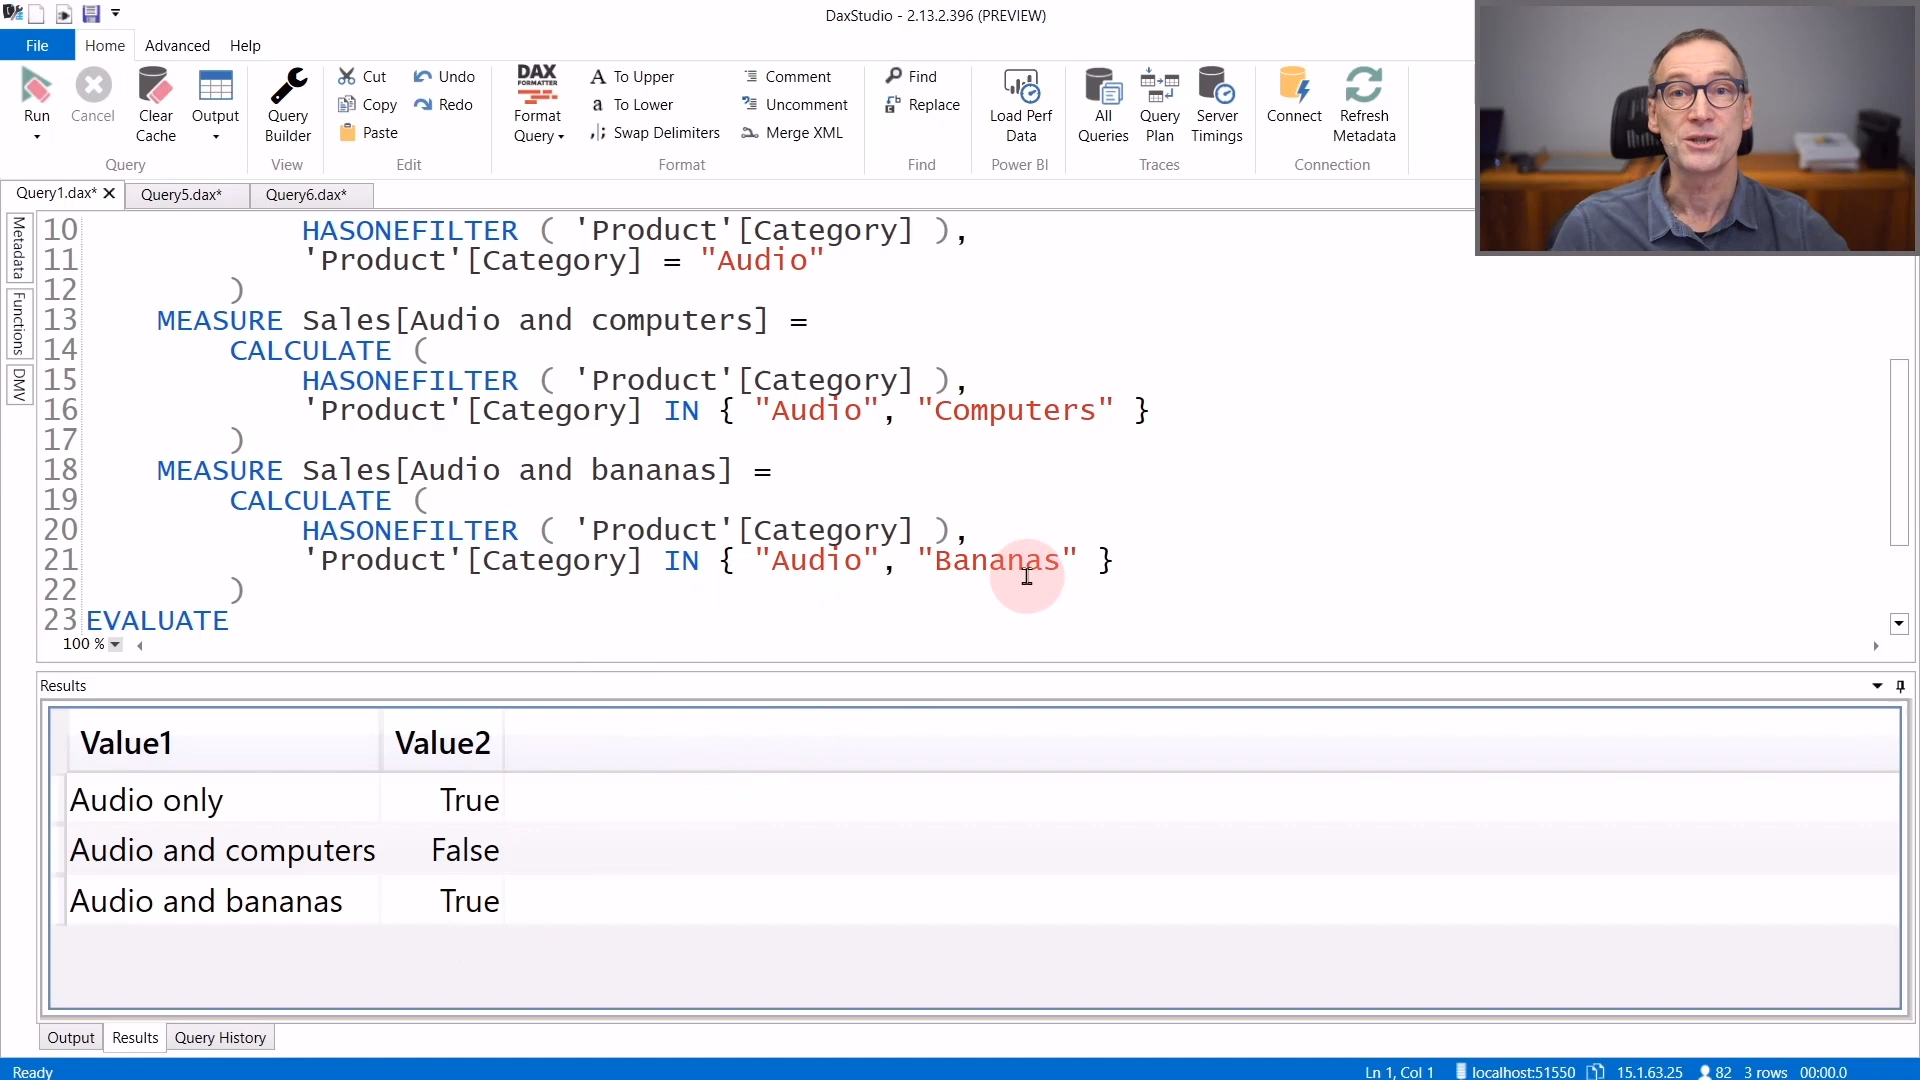 DaxStudio - 2.13.2.396 (PREVIEW)
File Home Advanced Help
Run
Cancel
Clear Cache
Output
Query
Query Builder
View
Cut
Copy
Paste
Undo
Redo
Edit
DAX FORMATTER
Format Query
A To Upper
a To Lower
Swap Delimiters
Comment
Uncomment
Merge XML
Format
Find
Replace
Find
Load Perf Data
Power BI
All Queries
Query Plan
Server Timings
Traces
Connect
Refresh Metadata
Connection
Query1.dax* Query5.dax* Query6.dax*
Metadata
Functions
DMV
10 HASONEFILTER ( 'Product'[Category] ),
11 'Product'[Category] = "Audio"
12 )
13 MEASURE Sales[Audio and computers] =
14 CALCULATE (
15 HASONEFILTER ( 'Product'[Category] ),
16 'Product'[Category] IN { "Audio", "Computers" }
17 )
18 MEASURE Sales[Audio and bananas] =
19 CALCULATE (
20 HASONEFILTER ( 'Product'[Category] ),
21 'Product'[Category] IN { "Audio", "Bananas" }
22 )
23 EVALUATE
100 %
Results
Value1 Value2
Audio only True
Audio and computers False
Audio and bananas True
Output Results Query History
Ready Ln 1, Col 1 localhost:51550 15.1.63.25 82 3 rows 00:00.0